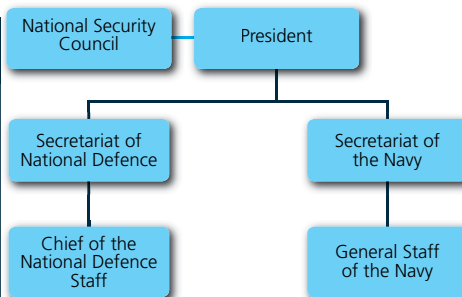 National Security
Council
President
Secretariat of
National Defence
Secretariat of
the Navy
Chief of the
National Defence
Staff
General Staff
of the Navy